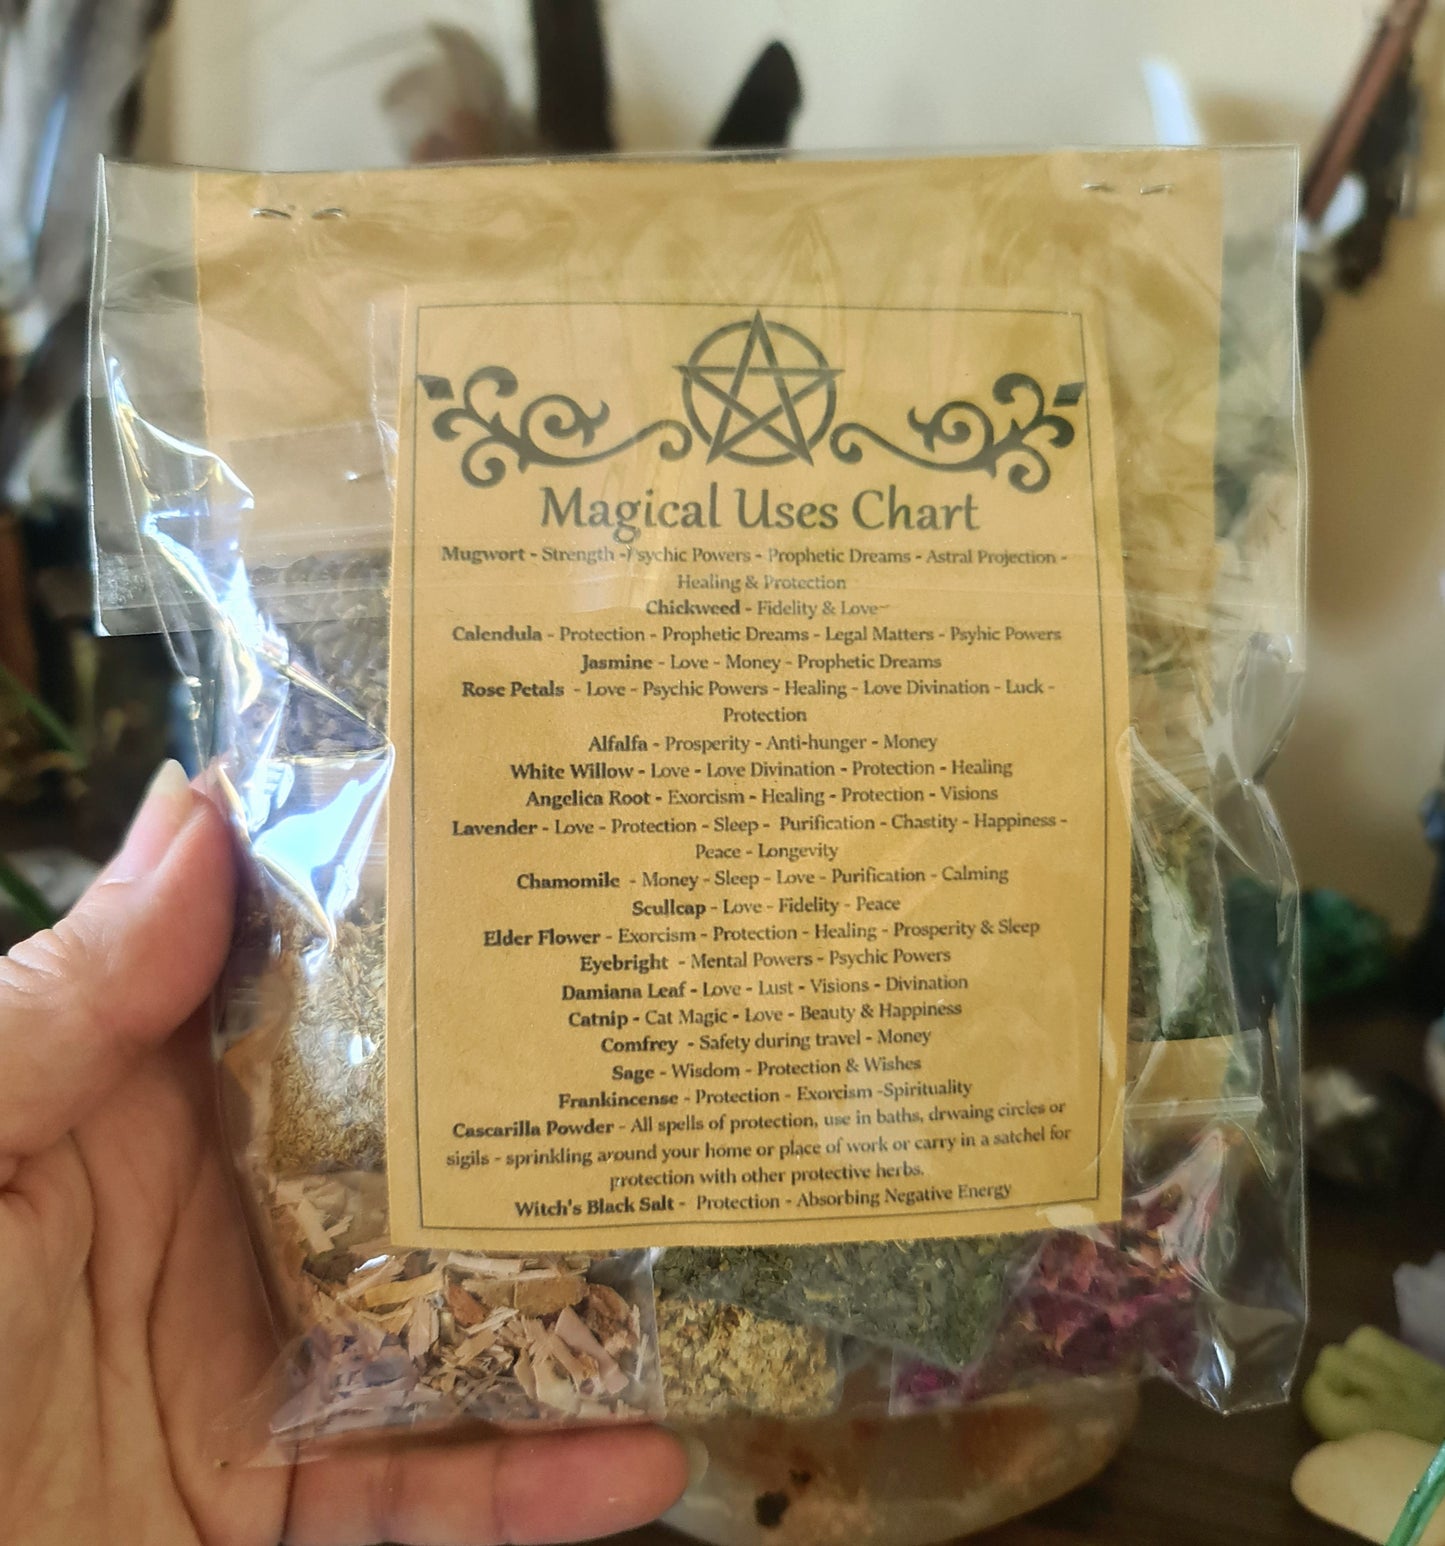 Magical Uses Chart
Mugwort - Strength - Psychic Powers - Prophetic Dreams - Astral Projection -
Healing & Protection
Chickweed - Fidelity & Love
Calendula - Protection - Prophetic Dreams - Legal Matters - Psyhic Powers
Jasmine - Love - Money - Prophetic Dreams
Rose Petals - Love - Psychic Powers - Healing - Love Divination - Luck -
Protection
Alfalfa - Prosperity - Anti-hunger - Money
White Willow - Love - Love Divination - Protection - Healing
Angelica Root - Exorcism - Healing - Protection - Visions
Lavender - Love - Protection - Sleep - Purification - Chastity - Happiness -
Peace - Longevity
Chamomile - Money - Sleep - Love - Purification - Calming
Scullcap - Love - Fidelity - Peace
Elder Flower - Exorcism - Protection - Healing - Prosperity & Sleep
Eyebright - Mental Powers - Psychic Powers
Damiana Leaf - Love - Lust - Visions - Divination
Catnip - Cat Magic - Love - Beauty & Happiness
Comfrey - Safety during travel - Money
Sage - Wisdom - Protection & Wishes
Frankincense - Protection - Exorcism -Spirituality
Cascarilla Powder - All spells of protection, use in baths, drwaing circles or
sigils - sprinkling around your home or place of work or carry in a satchel for
protection with other protective herbs.
Witch's Black Salt - Protection - Absorbing Negative Energy